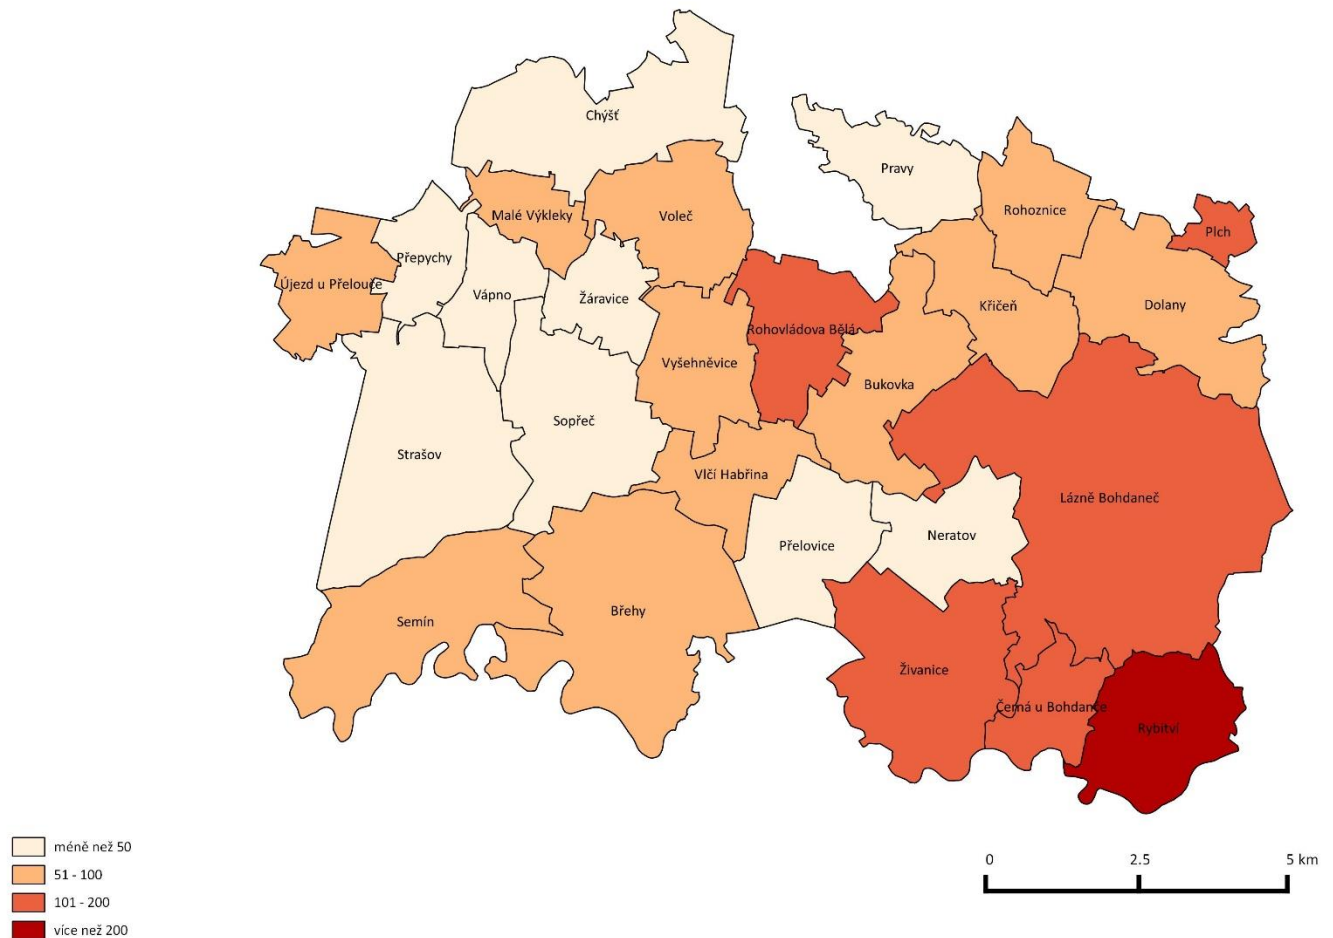 Chýšť
Pravy
Rohoznice
Malé Výkleky
Voleč
Plch
Přepychy
Újezd u Přelouče
Vápno
Žáravice
Křičeň
Dolany
Rohovládova Bělá
Vyšehněvice
Bukovka
Sopřeč
Strašov
Vlčí Habřina
Lázně Bohdaneč
Přelovice
Neratov
Břehy
Semín
Živanice
Černá u Bohdanče
Rybitví
méně než 50
51 - 100
101 - 200
více než 200
0 2.5 5 km